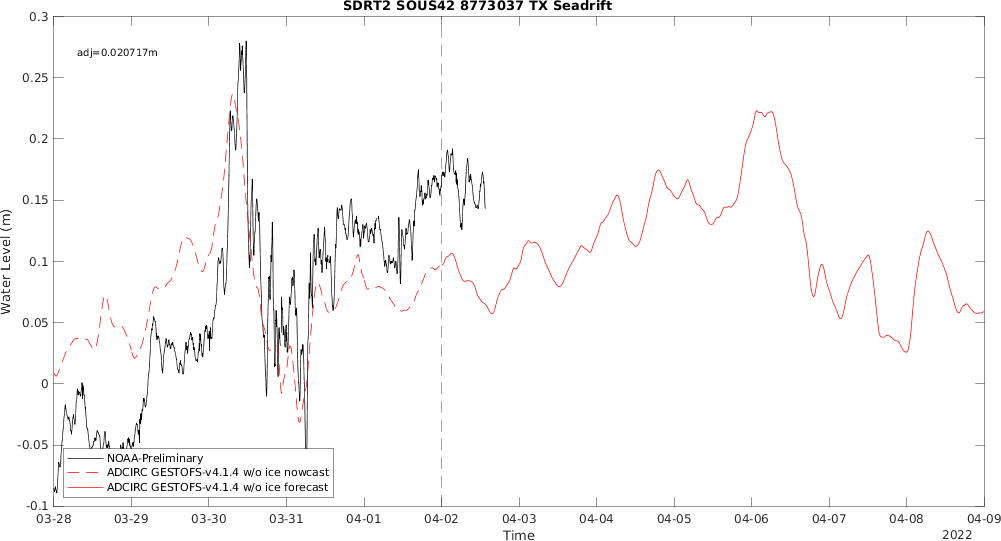 SDRT2 SOUS42 8773037 TX Seadrift
adj=0.020717m
Water Level (m)
0.3
0.25
0.2
0.15
0.1
0.05
0
-0.05
-0.1
NOAA-Preliminary
ADCIRC GESTOFS-v4.1.4 w/o ice nowcast
ADCIRC GESTOFS-v4.1.4 w/o ice forecast
03-28 03-29 03-30 03-31 04-01 04-02 04-03 04-04 04-05 04-06 04-07 04-08 04-09
Time
2022